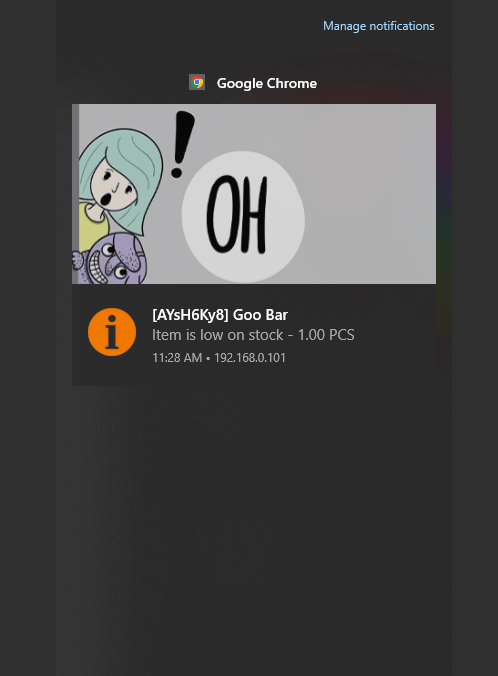 Manage notifications
Google Chrome
!
OH
i
[AYsH6Ky8] Goo Bar
Item is low on stock - 1.00 PCS
11:28 AM • 192.168.0.101